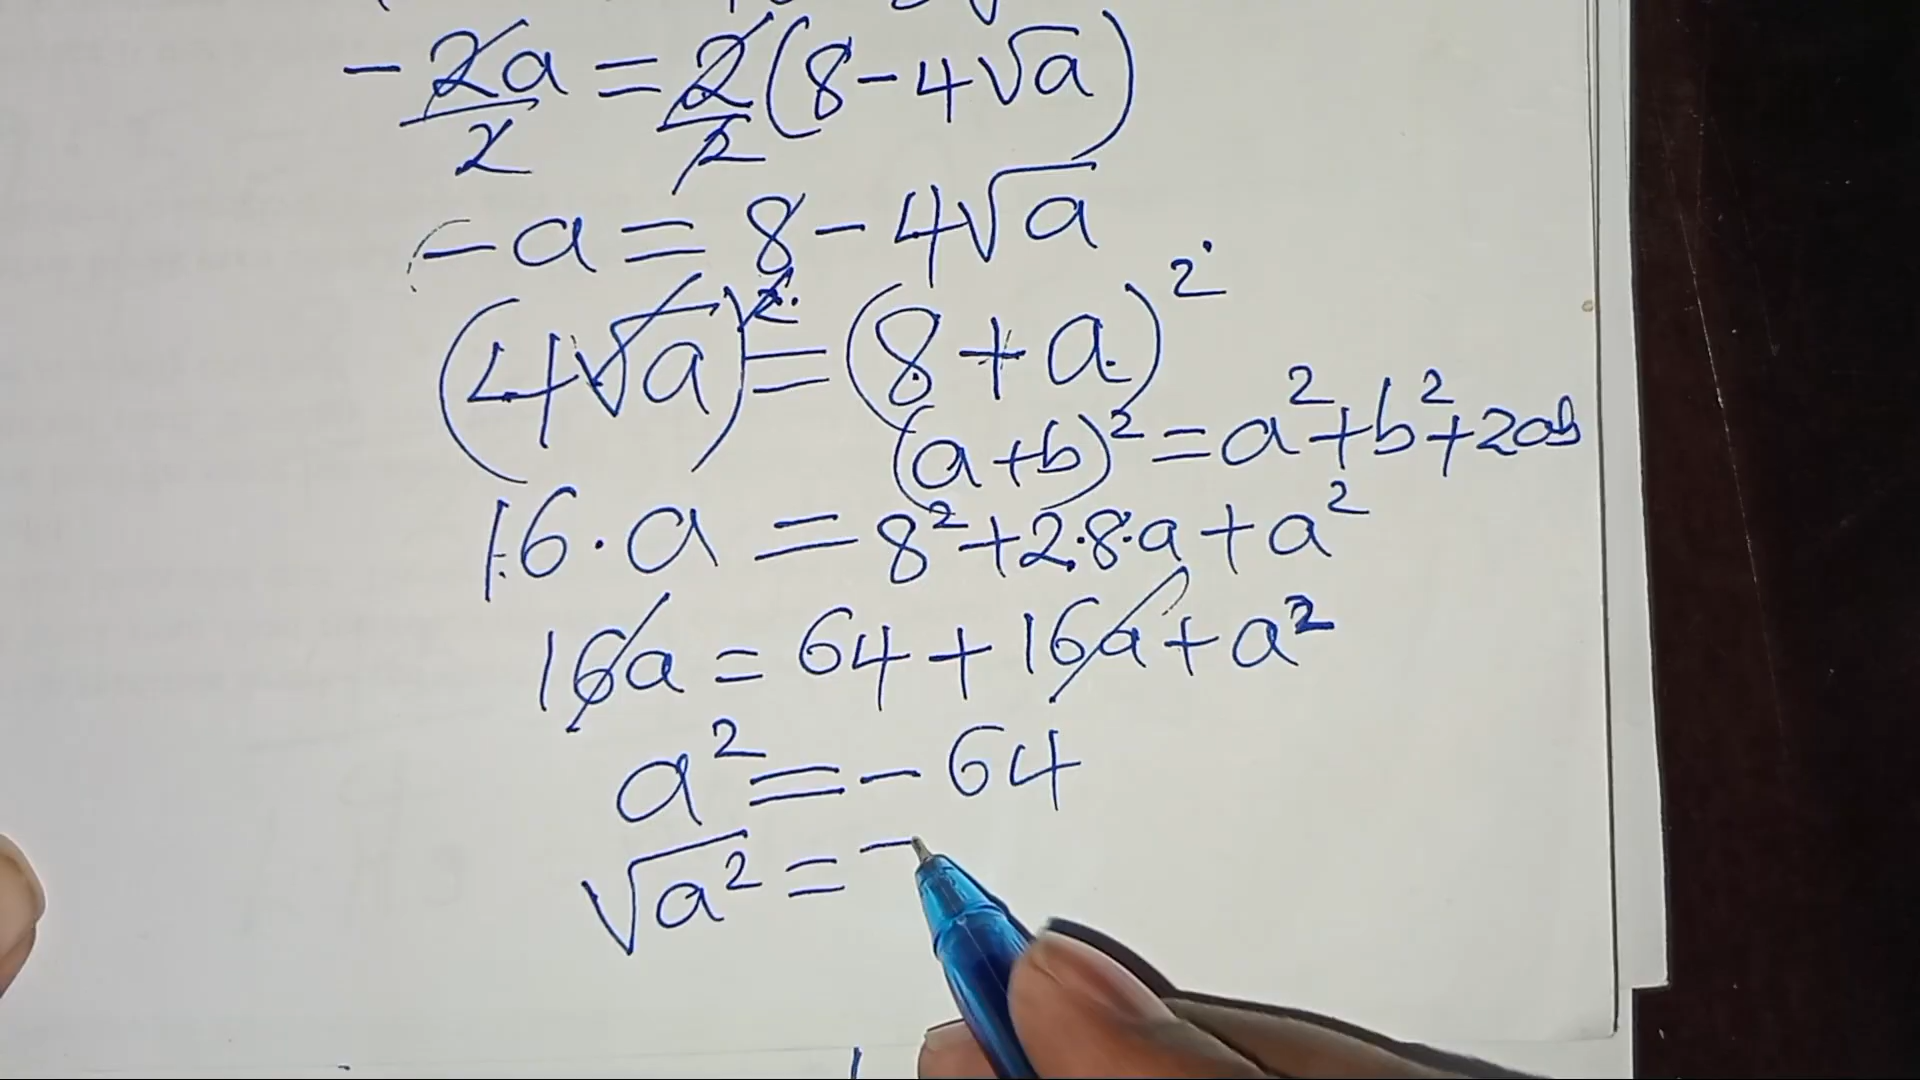 -2a/2 = 2/2(8-4√a)
-a = 8-4√a
(4√a)² = (8+a)²
(a+b)² = a²+b²+2ab
16·a = 8²+2·8·a+a²
16a = 64+16a+a²
a² = -64
√a² = -